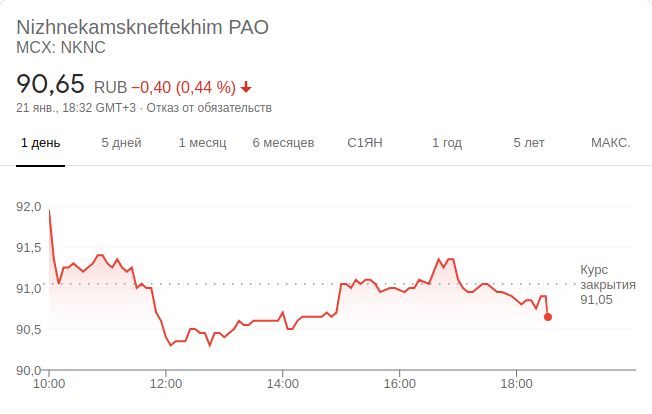 Nizhnekamskneftekhim PAO
MCX: NKNC
90,65 RUB −0,40 (0,44 %)
21 янв., 18:32 GMT+3 · Отказ от обязательств
1 день 5 дней 1 месяц 6 месяцев С1ЯН 1 год 5 лет МАКС.
92,0
91,5
91,0
90,5
90,0
Курс
закрытия
91,05
10:00 12:00 14:00 16:00 18:00